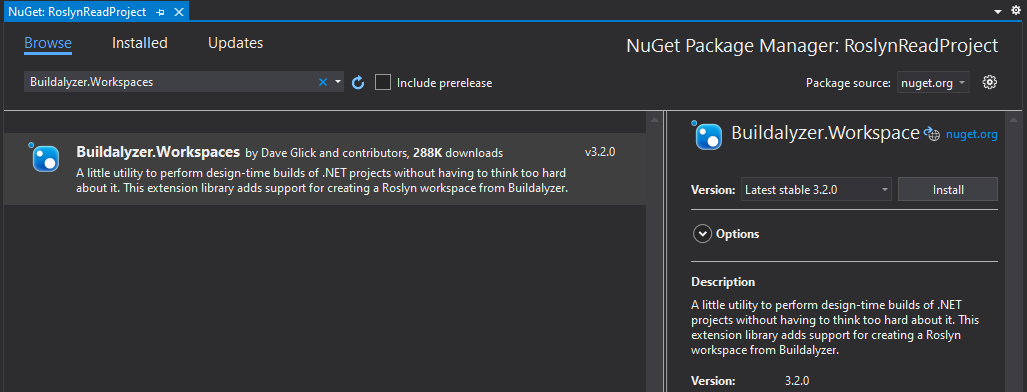 NuGet: RoslynReadProject
Browse Installed Updates
NuGet Package Manager: RoslynReadProject
Buildalyzer.Workspaces
Include prerelease
Package source: nuget.org
Buildalyzer.Workspaces by Dave Glick and contributors, 288K downloads
v3.2.0
A little utility to perform design-time builds of .NET projects without having to think too hard
about it. This extension library adds support for creating a Roslyn workspace from Buildalyzer.
Buildalyzer.Workspace
nuget.org
Version: Latest stable 3.2.0 Install
Options
Description
A little utility to perform design-time builds of .NET
projects without having to think too hard about it. This
extension library adds support for creating a Roslyn
workspace from Buildalyzer.
Version: 3.2.0